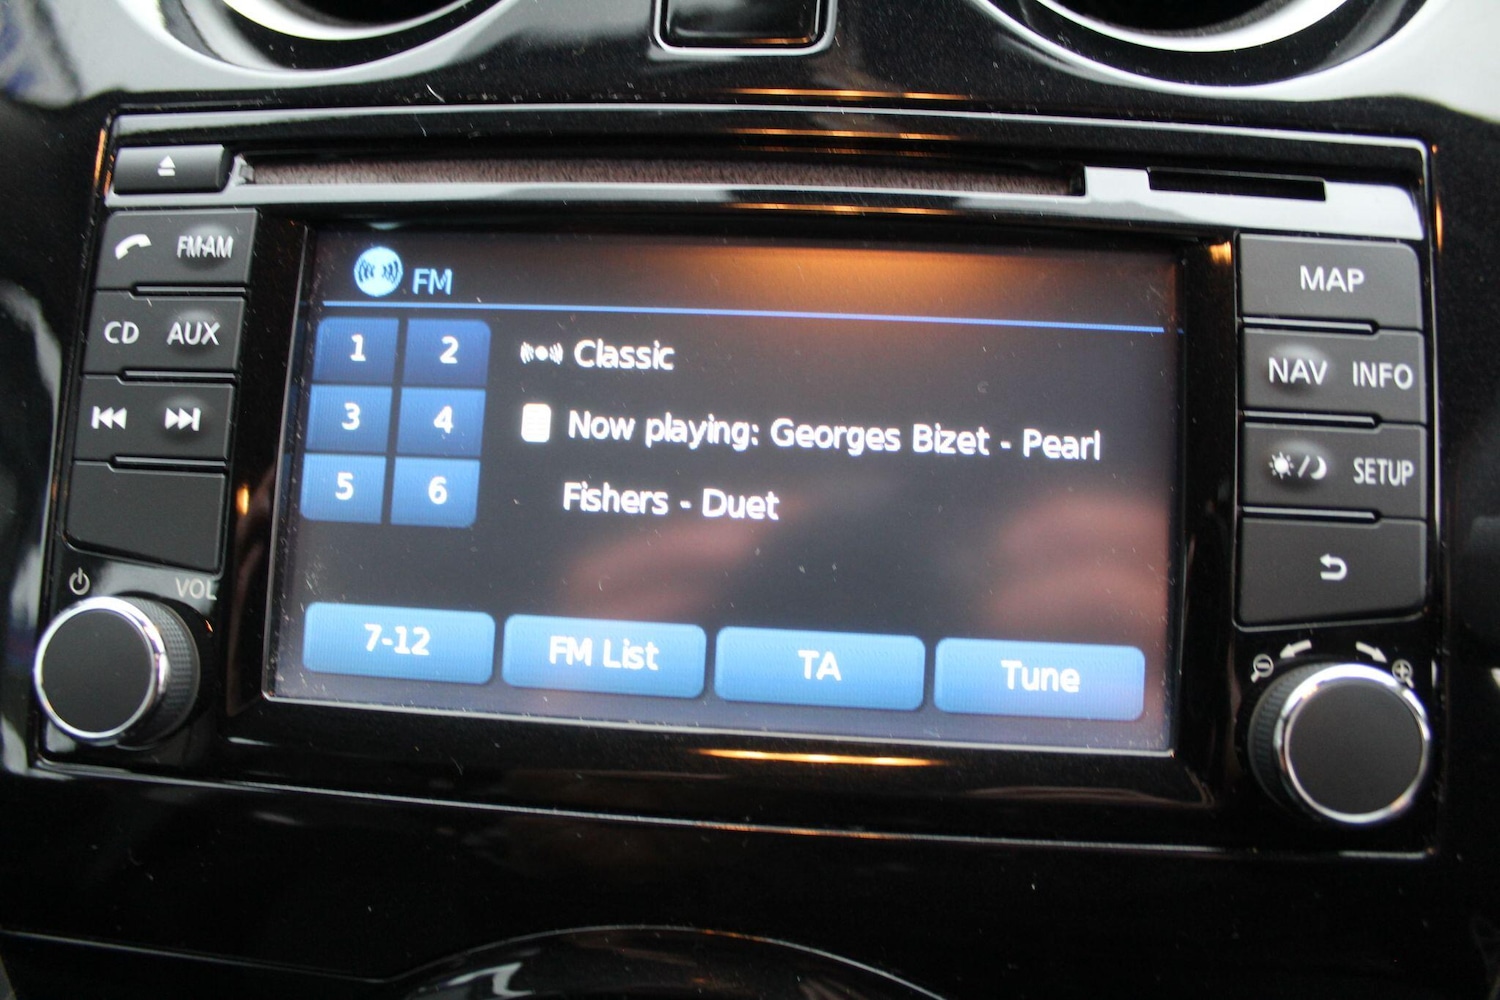 FM·AM
CD AUX
VOL
FM
1 2
3 4
5 6
Classic
Now playing: Georges Bizet - Pearl
Fishers - Duet
7-12 FM List TA Tune
MAP
NAV INFO
SETUP